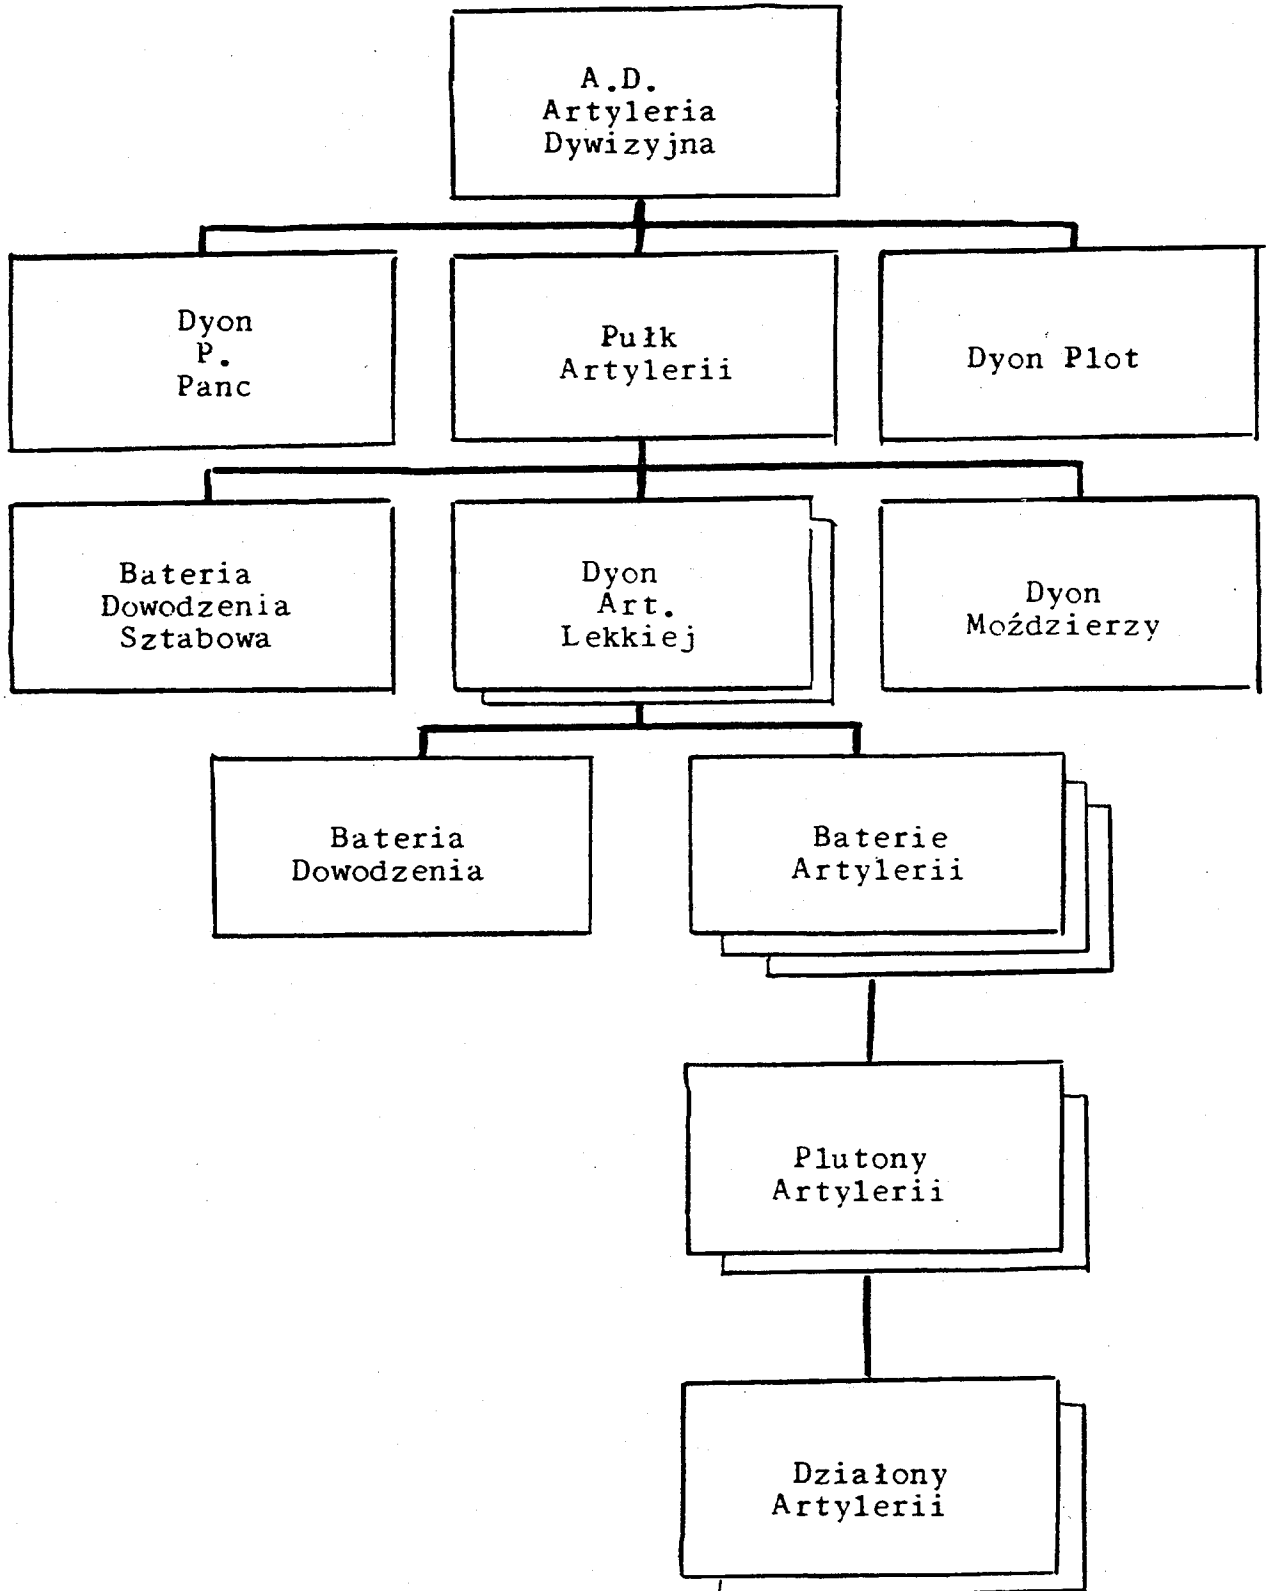 A.D.
Artyleria
Dywizyjna
Dyon
P.
Panc
Pułk
Artylerii
Dyon Plot
Bateria
Dowodzenia
Sztabowa
Dyon
Art.
Lekkiej
Dyon
Moździerzy
Bateria
Dowodzenia
Baterie
Artylerii
Plutony
Artylerii
Działony
Artylerii